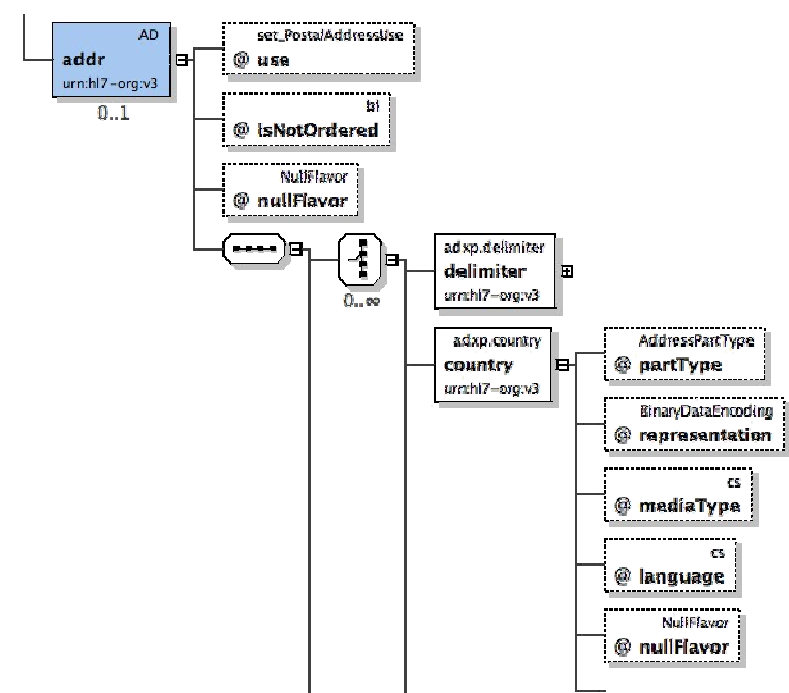 AD
addr
urn:hl7-org:v3
0..1
set_PostalAddressUse
@ use
bl
@ isNotOrdered
NullFlavor
@ nullFlavor
0..∞
adxp.delimiter
delimiter
urn:hl7-org:v3
adxp.country
country
urn:hl7-org:v3
AddressPartType
@ partType
BinaryDataEncoding
@ representation
cs
@ mediaType
cs
@ language
NullFlavor
@ nullFlavor